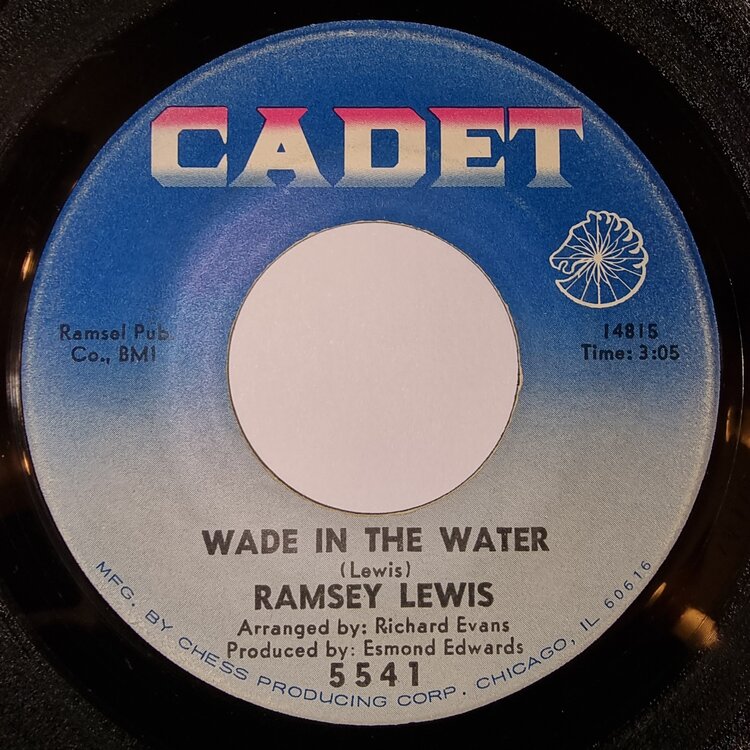 CADET
Ramsel Pub.
Co., BMI
14815
Time: 3:05
WADE IN THE WATER
(Lewis)
RAMSEY LEWIS
Arranged by: Richard Evans
Produced by: Esmond Edwards
5541
MFG. BY CHESS PRODUCING CORP. CHICAGO, IL 60616